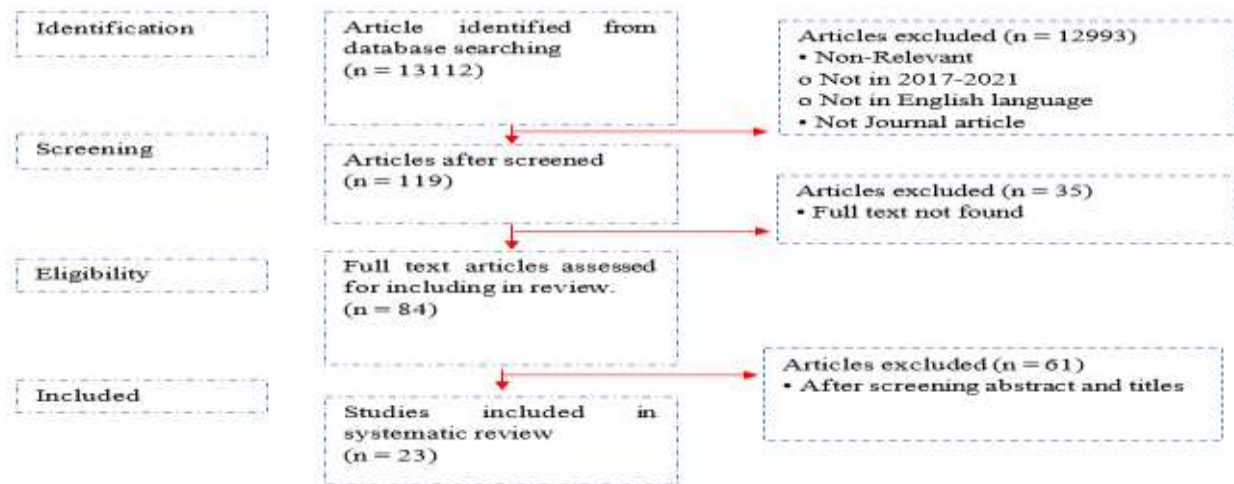 Identification
Article identified from
database searching
(n = 13112)
Articles excluded (n = 12993)
• Non-Relevant
o Not in 2017-2021
o Not in English language
• Not Journal article
Screening
Articles after screened
(n = 119)
Articles excluded (n = 35)
• Full text not found
Eligibility
Full text articles assessed
for including in review.
(n = 84)
Articles excluded (n = 61)
• After screening abstract and titles
Included
Studies included in
systematic review
(n = 23)